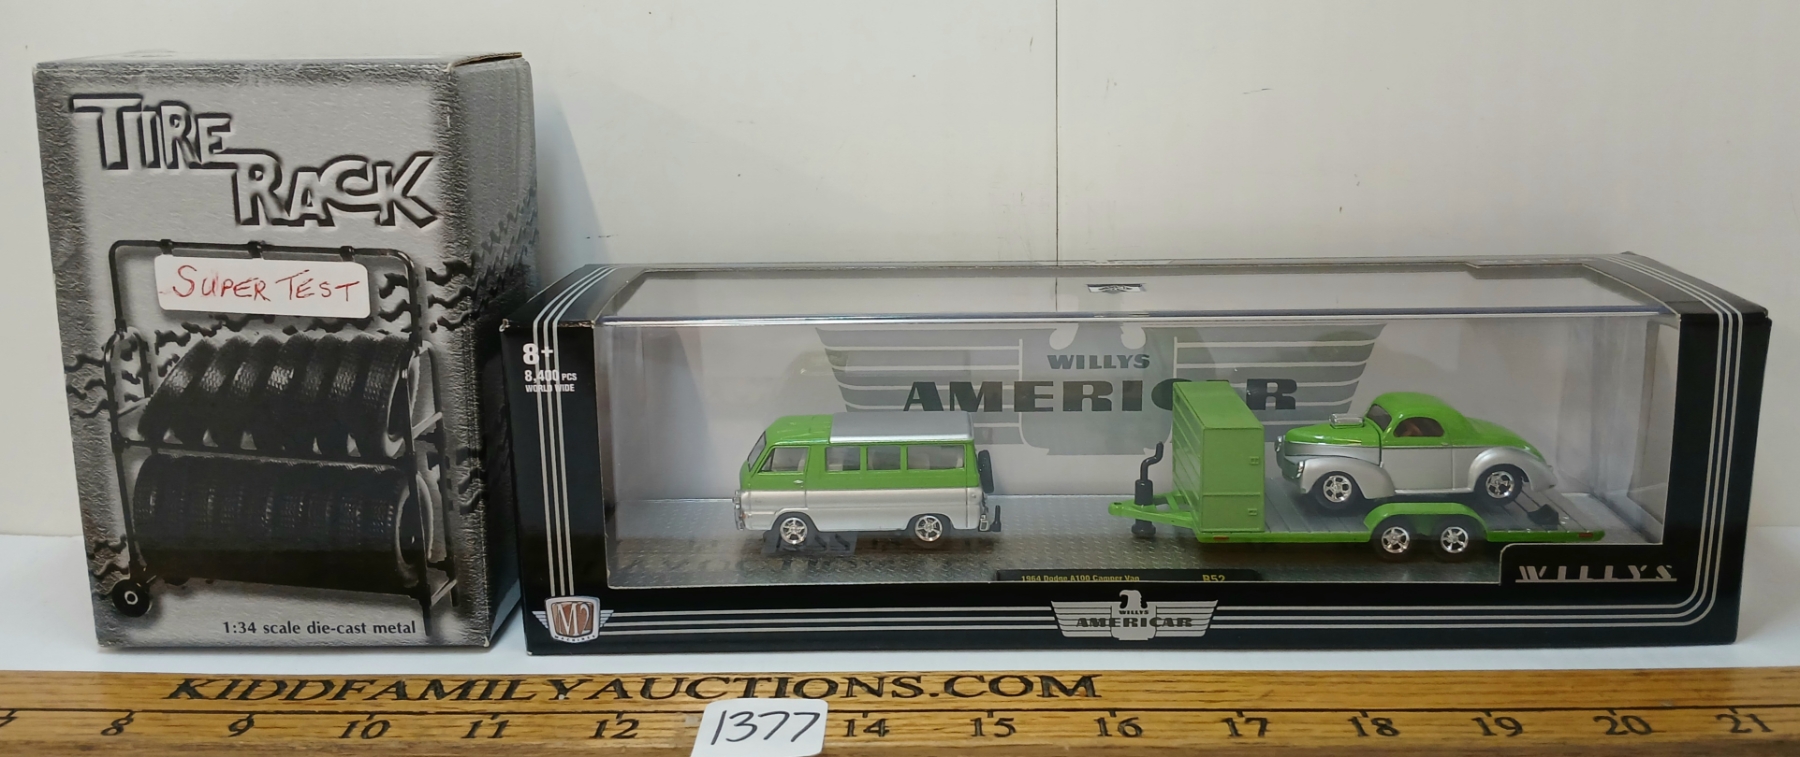 TIRE
RACK
SUPER TEST
1:34 scale die-cast metal
8+
8,400 PCS
WORLD WIDE
WILLYS
AMERICAR
1964 Dodge A100 Camper Van R52
WILLYS
M2
MACHINES
WILLYS
AMERICAR
KIDDFAMILYAUCTIONS.COM
7 8 9 10 11 12 14 15 16 17 18 19 20 21
1377